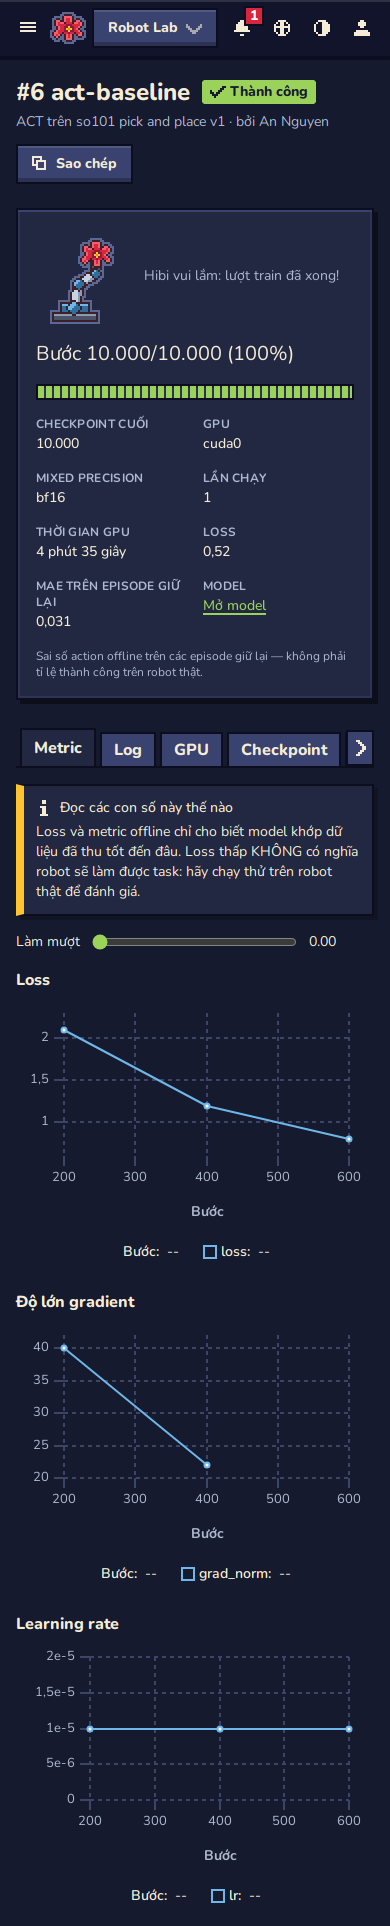 Robot Lab
1
#6 act-baseline
Thành công
ACT trên so101 pick and place v1 · bởi An Nguyen
Sao chép
Hibi vui lắm: lượt train đã xong!
Bước 10.000/10.000 (100%)
CHECKPOINT CUỐI
GPU
10.000
cuda0
MIXED PRECISION
LẦN CHẠY
bf16
1
THỜI GIAN GPU
LOSS
4 phút 35 giây
0,52
MAE TRÊN EPISODE GIỮ
LẠI
MODEL
0,031
Mở model
Sai số action offline trên các episode giữ lại — không phải
tỉ lệ thành công trên robot thật.
Metric
Log
GPU
Checkpoint
Đọc các con số này thế nào
Loss và metric offline chỉ cho biết model khớp dữ
liệu đã thu tốt đến đâu. Loss thấp KHÔNG có nghĩa
robot sẽ làm được task: hãy chạy thử trên robot
thật để đánh giá.
Làm mượt
0.00
Loss
2
1,5
1
200 300 400 500 600
Bước
Bước: -- loss: --
Độ lớn gradient
40
35
30
25
20
200 300 400 500 600
Bước
Bước: -- grad_norm: --
Learning rate
2e-5
1,5e-5
1e-5
5e-6
0
200 300 400 500 600
Bước
Bước: -- lr: --